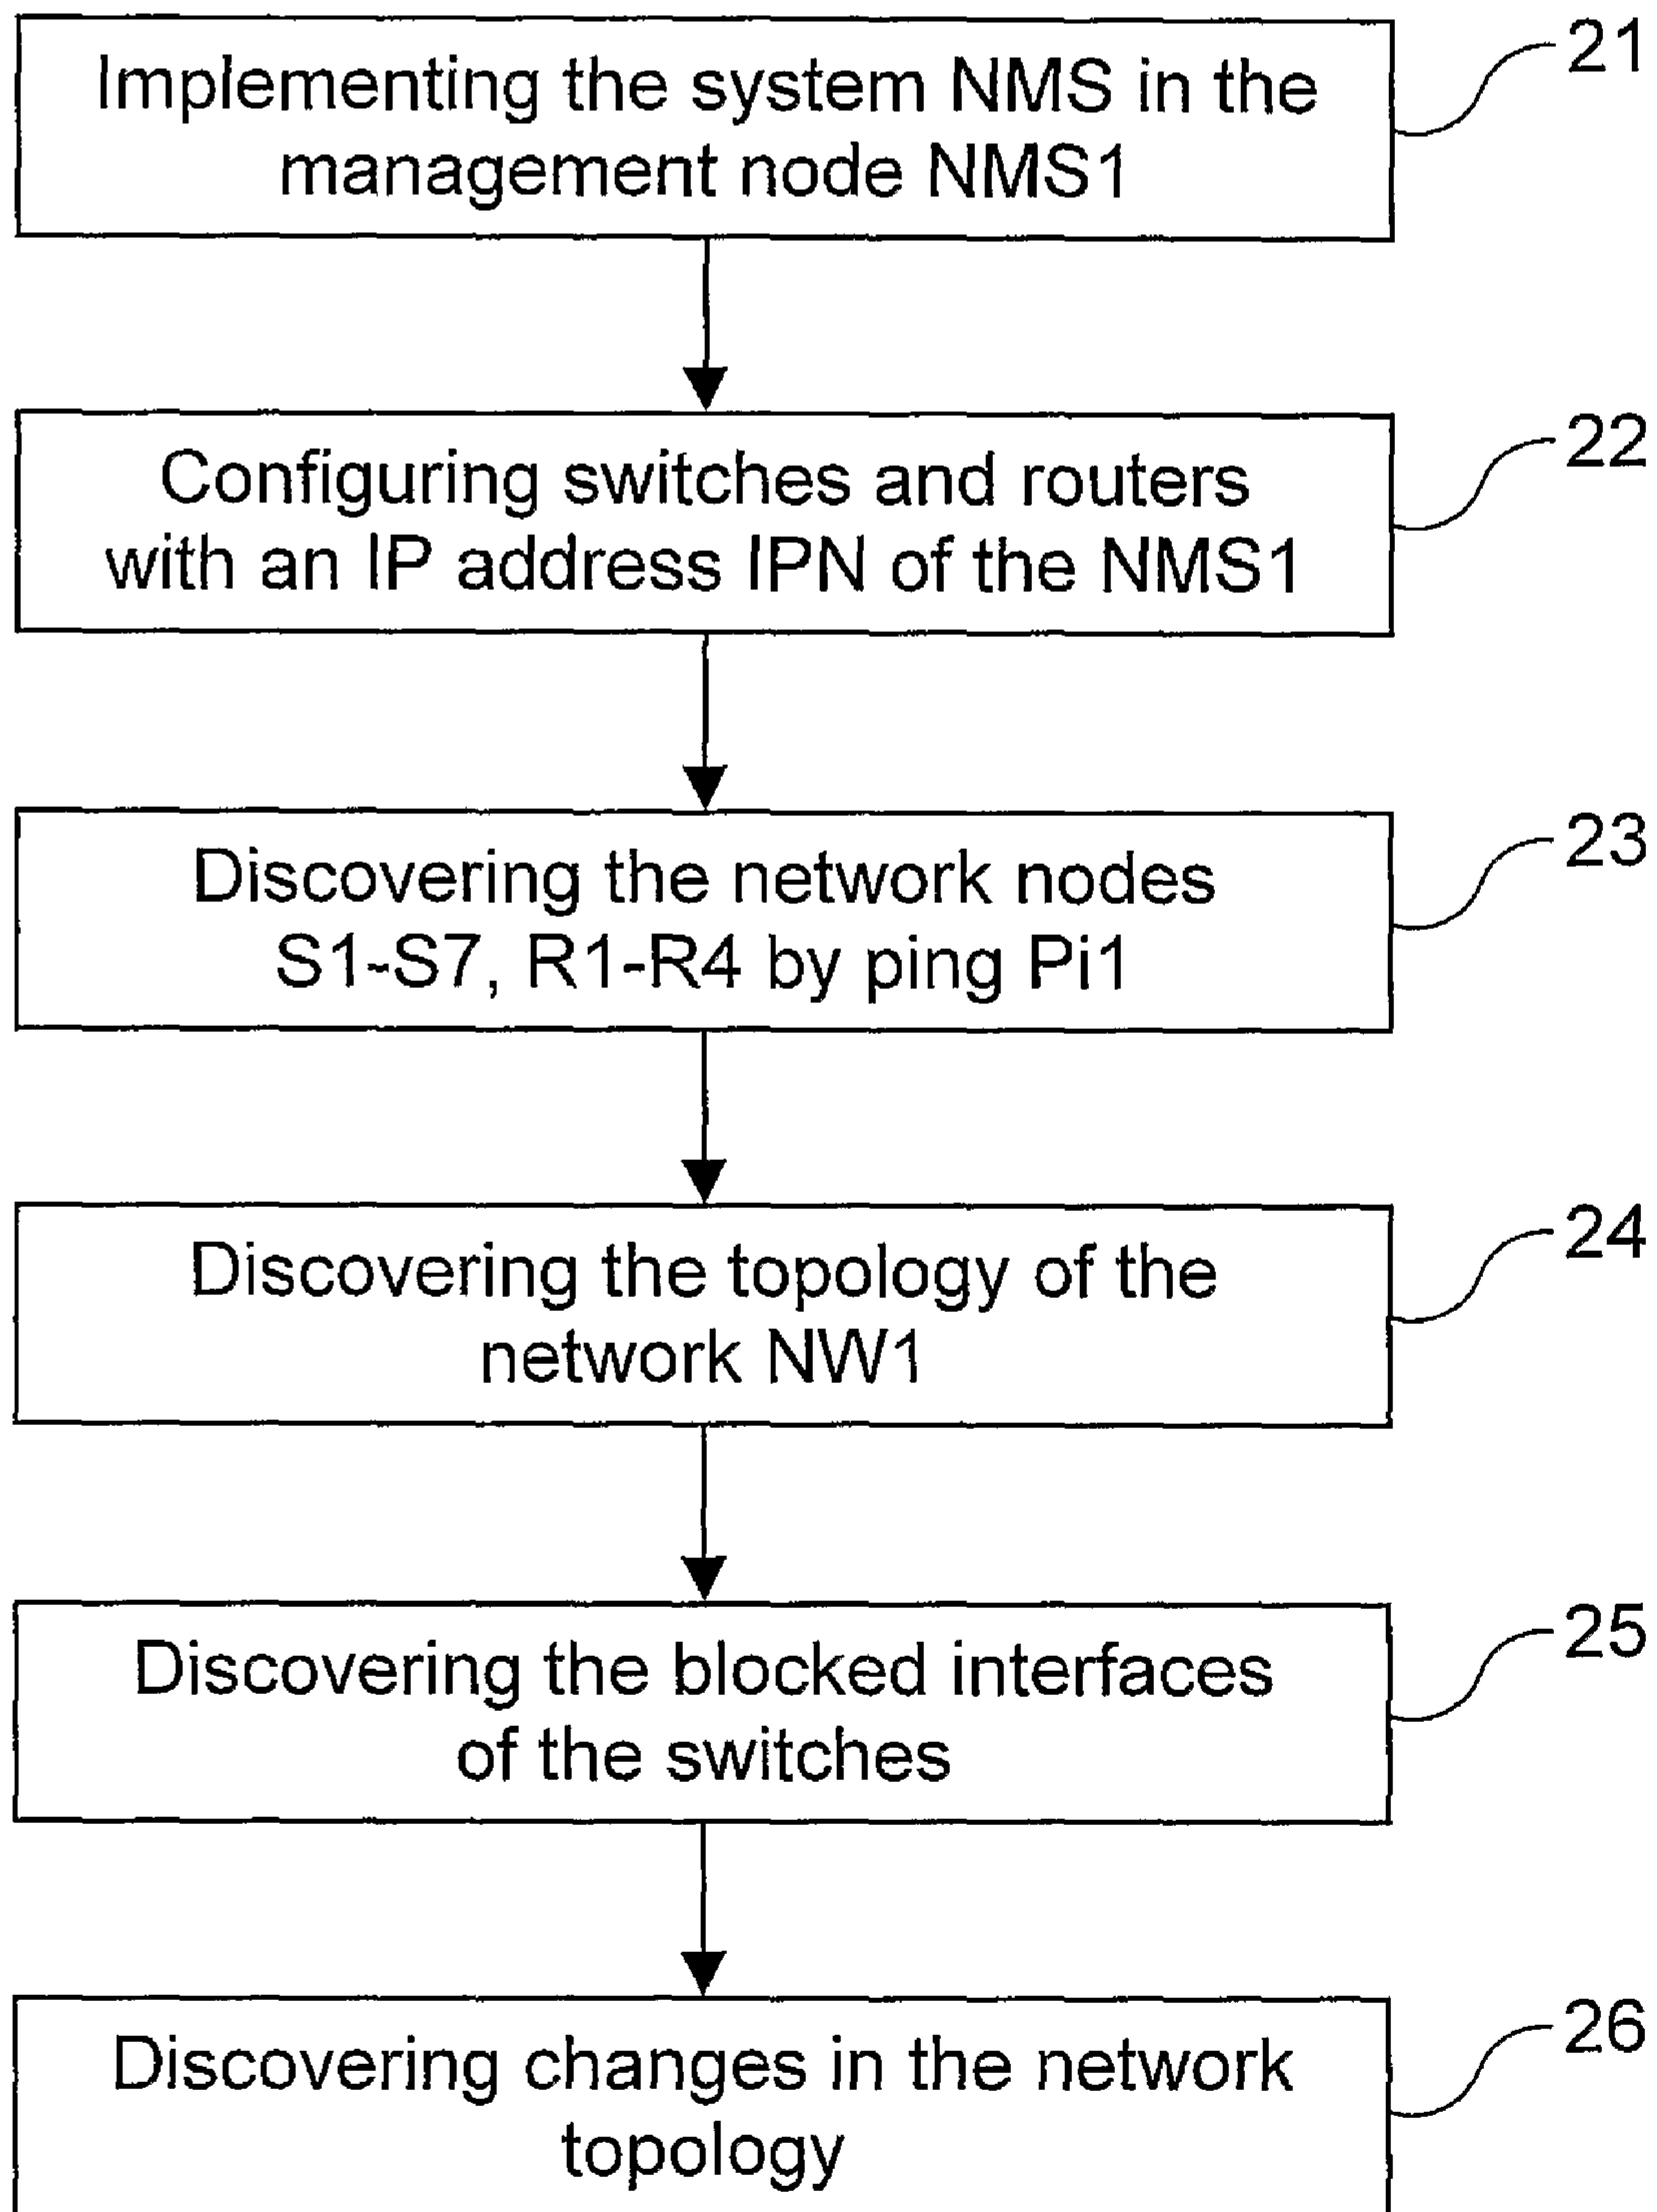 Implementing the system NMS in the
management node NMS1
21
Configuring switches and routers
with an IP address IPN of the NMS1
22
Discovering the network nodes
S1-S7, R1-R4 by ping Pi1
23
Discovering the topology of the
network NW1
24
Discovering the blocked interfaces
of the switches
25
Discovering changes in the network
topology
26